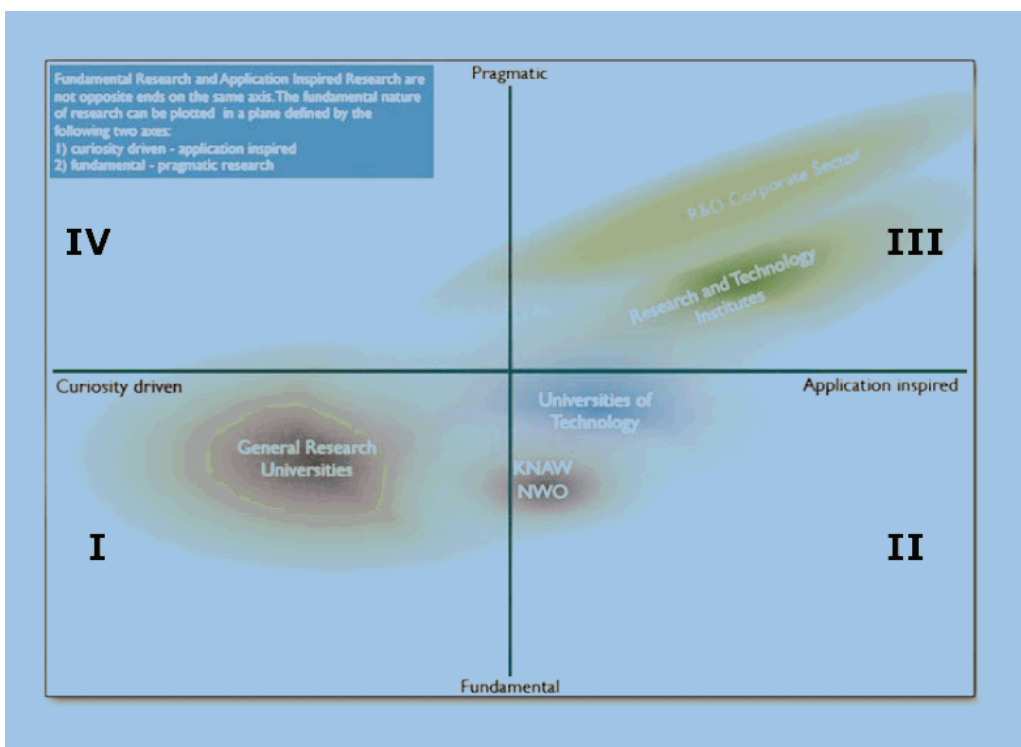 Fundamental Research and Application Inspired Research are
not opposite ends on the same axis. The fundamental nature
of research can be plotted in a plane defined by the
following two axes:
1) curiosity driven - application inspired
2) fundamental - pragmatic research
Pragmatic
R&D Corporate Sector
IV
III
Research and Technology
Institutes
Curiosity driven
Application inspired
Universities of
Technology
General Research
Universities
KNAW
NWO
I
II
Fundamental